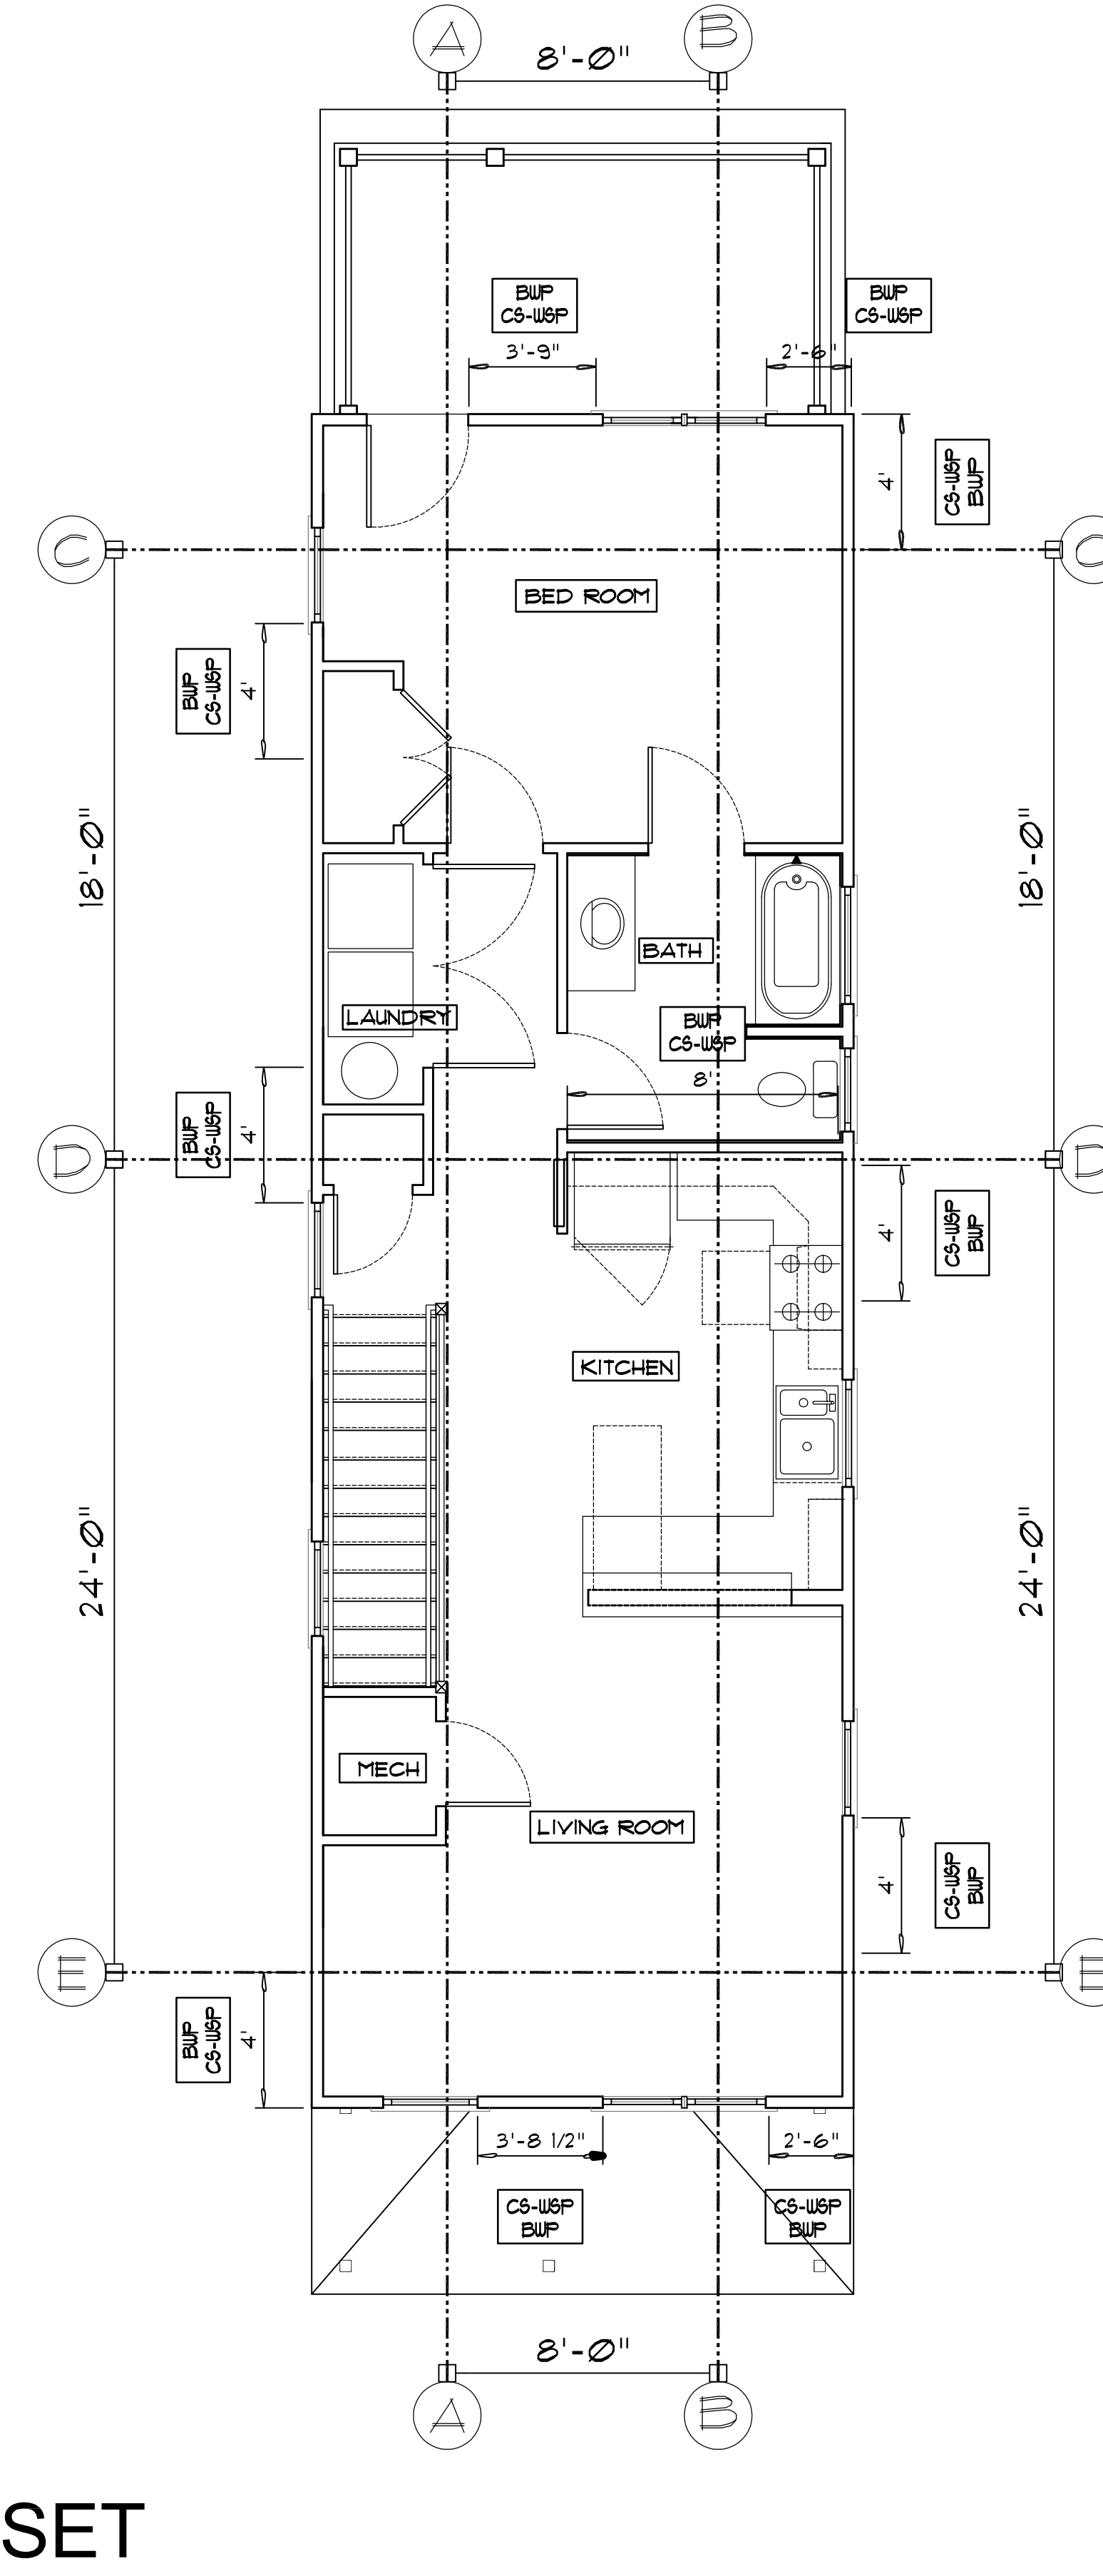 A
B
8'-0"
BWP
CS-WSP
BWP
CS-WSP
3'-9"
2'-6"
4'
CS-WSP
BWP
C
C
BED ROOM
BWP
CS-WSP
4'
18'-0"
18'-0"
BATH
LAUNDRY
BWP
CS-WSP
8'
BWP
CS-WSP
4'
D
D
4'
CS-WSP
BWP
KITCHEN
24'-0"
24'-0"
MECH
LIVING ROOM
4'
CS-WSP
BWP
E
E
BWP
CS-WSP
4'
3'-8 1/2"
2'-6"
CS-WSP
BWP
CS-WSP
BWP
8'-0"
A
B
SET